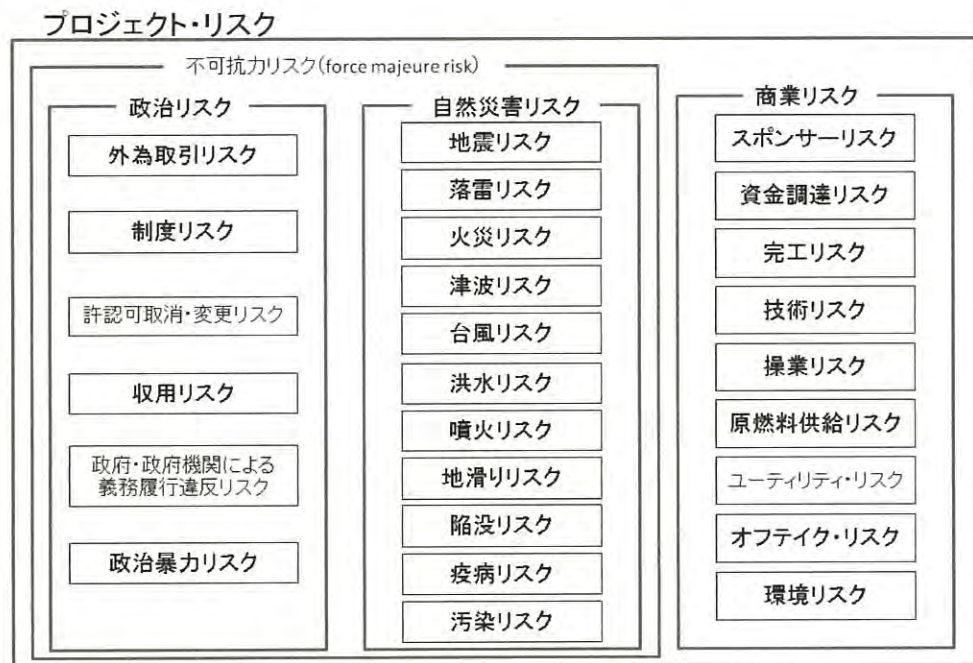 プロジェクト・リスク
不可抗力リスク(force majeure risk)
政治リスク
外為取引リスク
制度リスク
許認可取消・変更リスク
収用リスク
政府・政府機関による
義務履行違反リスク
政治暴力リスク
自然災害リスク
地震リスク
落雷リスク
火災リスク
津波リスク
台風リスク
洪水リスク
噴火リスク
地滑りリスク
陥没リスク
疫病リスク
汚染リスク
商業リスク
スポンサーリスク
資金調達リスク
完工リスク
技術リスク
操業リスク
原燃料供給リスク
ユーティリティ・リスク
オフテイク・リスク
環境リスク